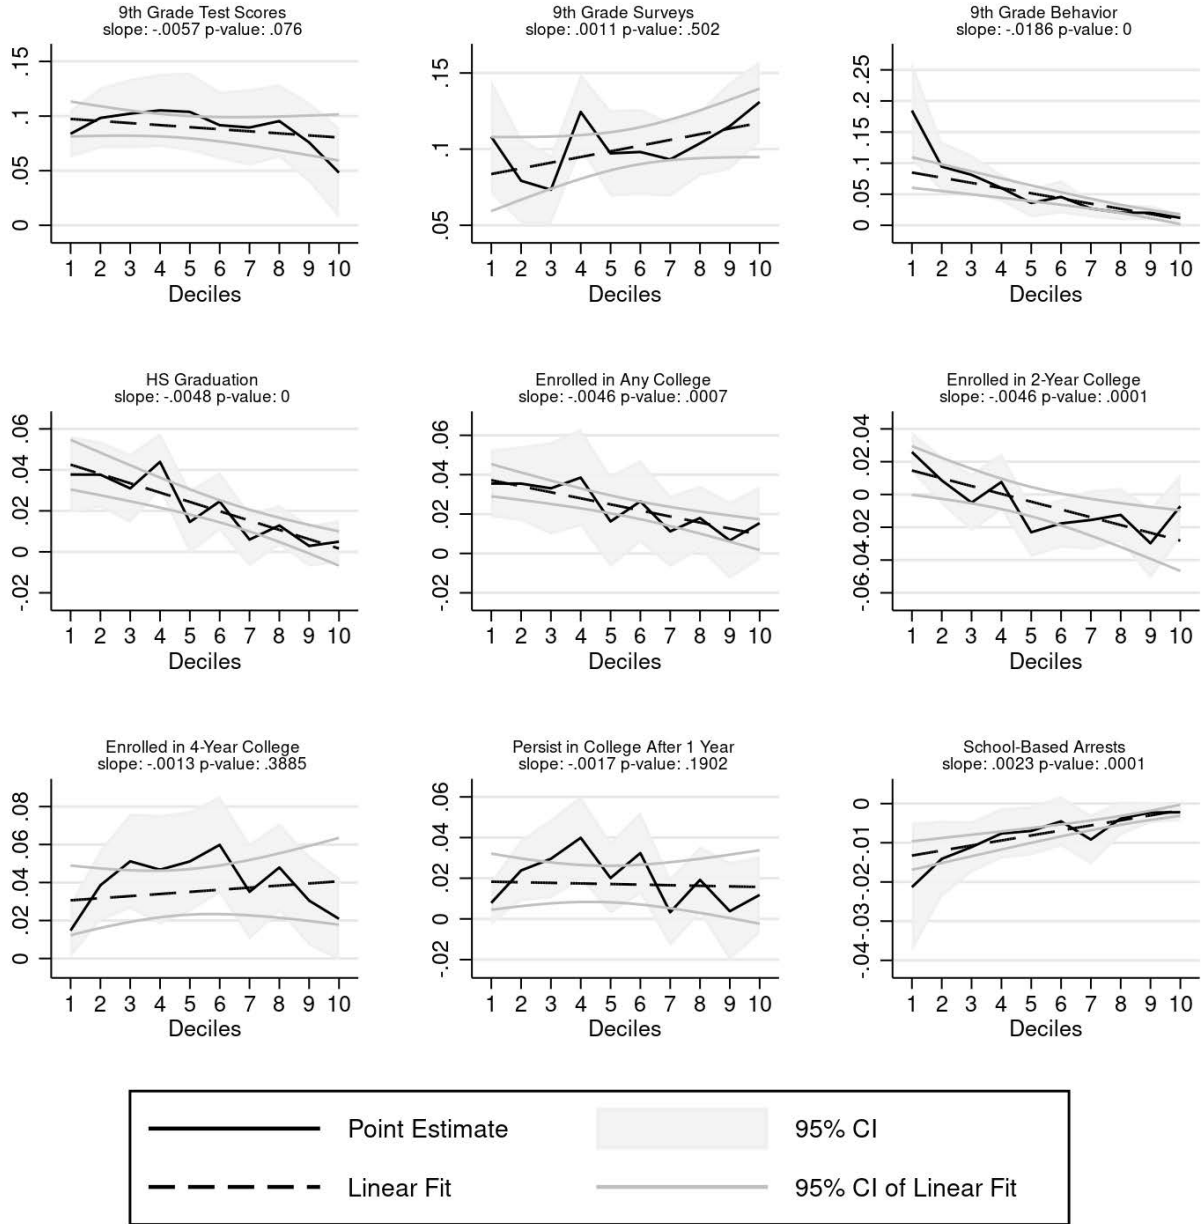 9th Grade Test Scores
slope: -.0057 p-value: .076
.15
.1
.05
0
1 2 3 4 5 6 7 8 9 10
Deciles
9th Grade Surveys
slope: .0011 p-value: .502
.15
.1
.05
1 2 3 4 5 6 7 8 9 10
Deciles
9th Grade Behavior
slope: -.0186 p-value: 0
.25
.2
.15
.1
.05
0
1 2 3 4 5 6 7 8 9 10
Deciles
HS Graduation
slope: -.0048 p-value: 0
.06
.04
.02
0
-.02
1 2 3 4 5 6 7 8 9 10
Deciles
Enrolled in Any College
slope: -.0046 p-value: .0007
.06
.04
.02
0
-.02
1 2 3 4 5 6 7 8 9 10
Deciles
Enrolled in 2-Year College
slope: -.0046 p-value: .0001
.04
.02
0
-.02
-.04
-.06
1 2 3 4 5 6 7 8 9 10
Deciles
Enrolled in 4-Year College
slope: -.0013 p-value: .3885
.08
.06
.04
.02
0
1 2 3 4 5 6 7 8 9 10
Deciles
Persist in College After 1 Year
slope: -.0017 p-value: .1902
.06
.04
.02
0
-.02
1 2 3 4 5 6 7 8 9 10
Deciles
School-Based Arrests
slope: .0023 p-value: .0001
0
-.01
-.02
-.03
-.04
1 2 3 4 5 6 7 8 9 10
Deciles
Point Estimate
95% CI
Linear Fit
95% CI of Linear Fit